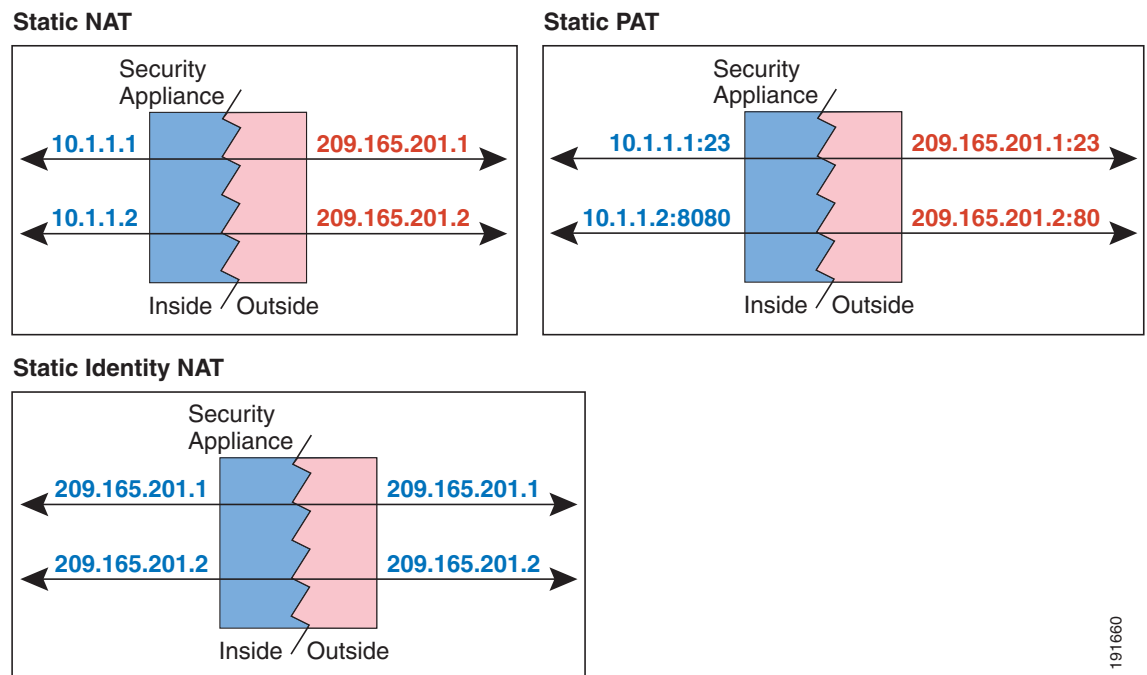 Static NAT
Security
Appliance
10.1.1.1
209.165.201.1
10.1.1.2
209.165.201.2
Inside
Outside
Static PAT
Security
Appliance
10.1.1.1:23
209.165.201.1:23
10.1.1.2:8080
209.165.201.2:80
Inside
Outside
Static Identity NAT
Security
Appliance
209.165.201.1
209.165.201.1
209.165.201.2
209.165.201.2
Inside
Outside
191660